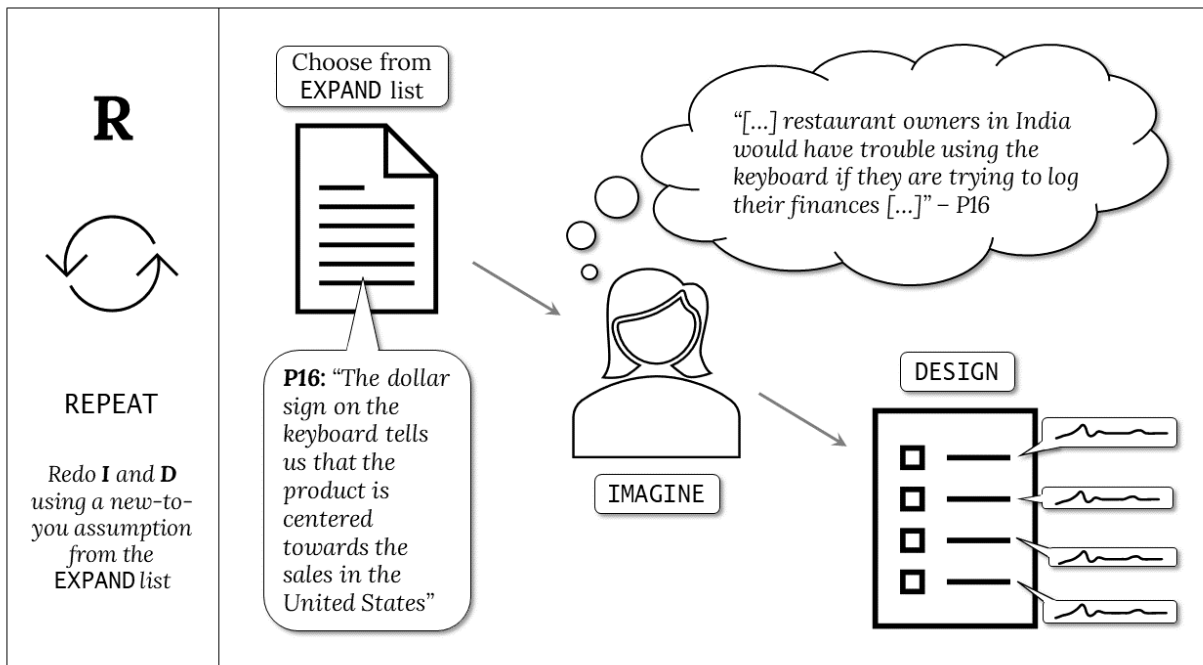 R
REPEAT
Redo I and D
using a new-to-
you assumption
from the
EXPAND list
Choose from
EXPAND list
P16: “The dollar
sign on the
keyboard tells
us that the
product is
centered
towards the
sales in the
United States”
“[…] restaurant owners in India
would have trouble using the
keyboard if they are trying to log
their finances […]” – P16
IMAGINE
DESIGN